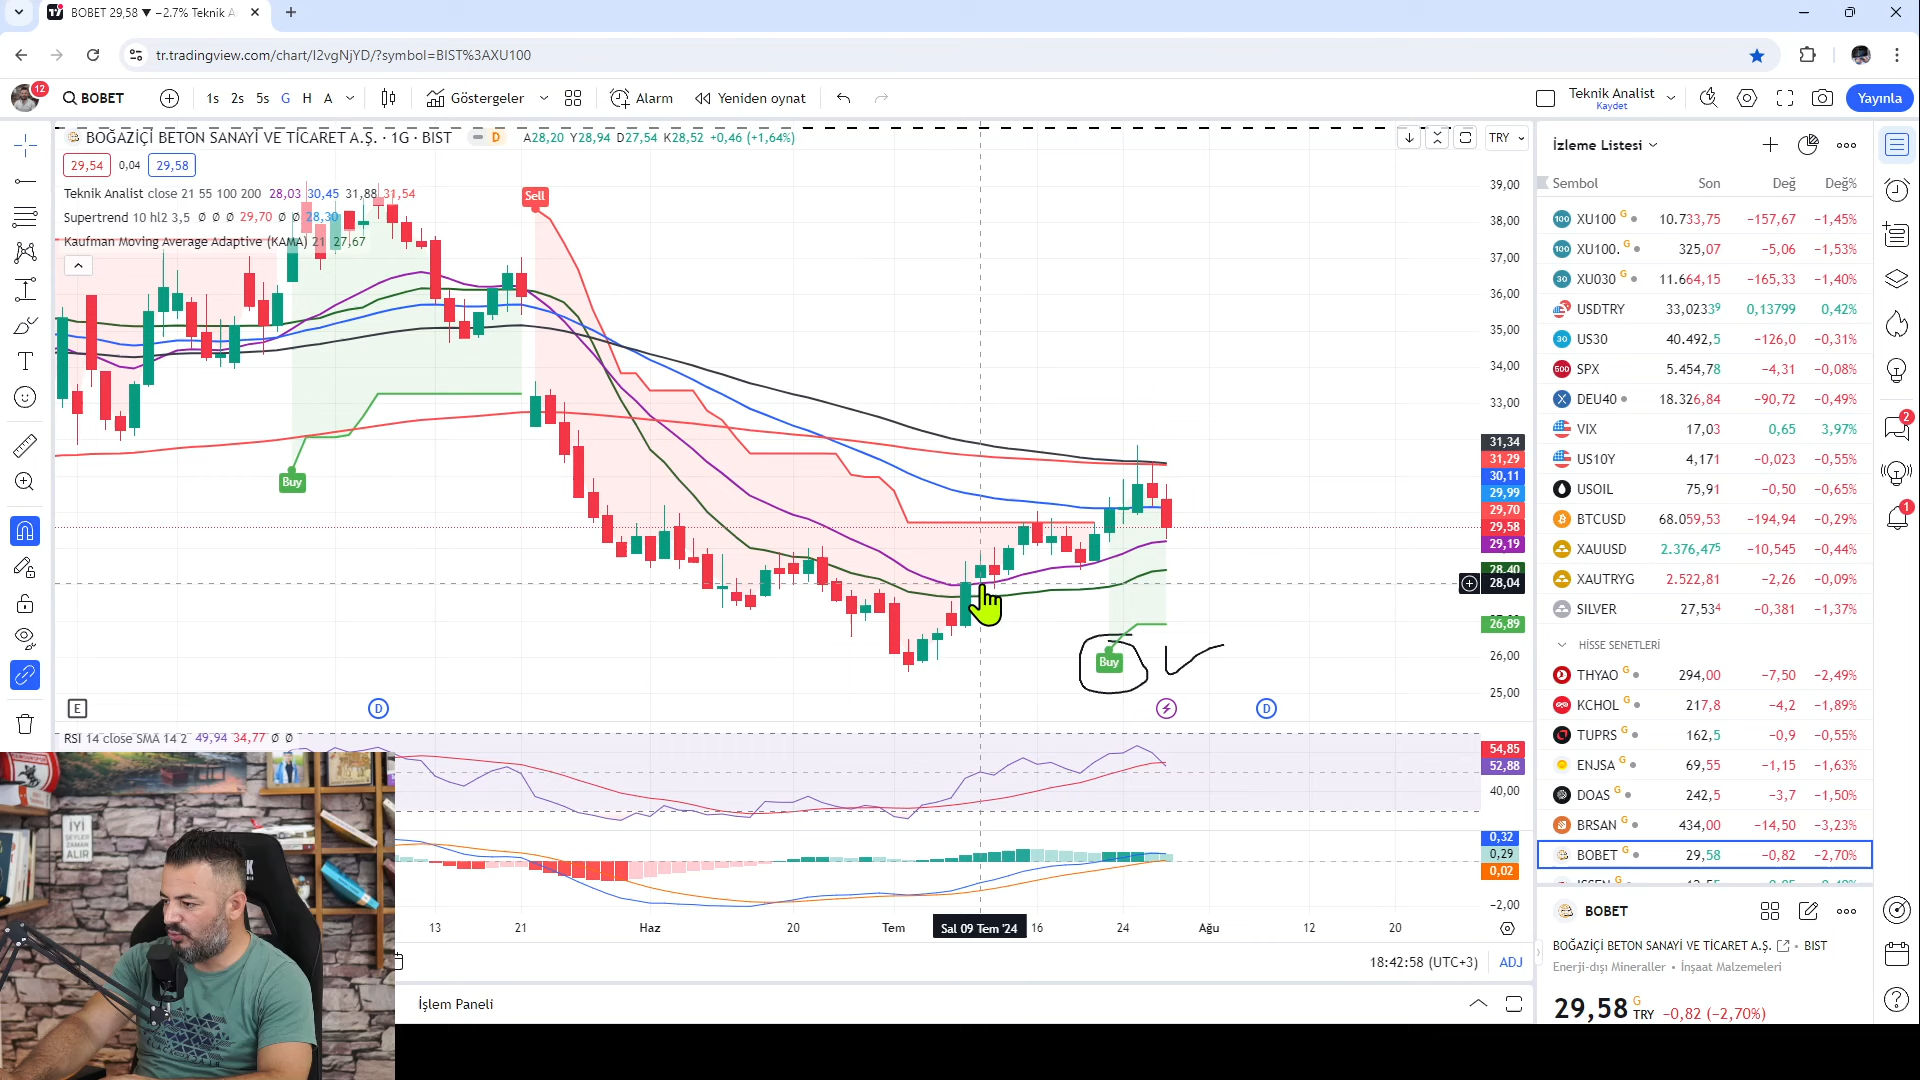 BOBET 29,58 ▼ −2.7% Teknik A
tr.tradingview.com/chart/I2vgNjYD/?symbol=BIST%3AXU100
12
BOBET
1s 2s 5s G H A
Göstergeler
Alarm
Yeniden oynat
Teknik Analist
Kaydet
Yayınla
BOĞAZİÇİ BETON SANAYİ VE TİCARET A.Ş. · 1G · BIST
D
A28,20 Y28,94 D27,54 K28,52 +0,46 (+1,64%)
TRY
29,54 0,04 29,58
Teknik Analist close 21 55 100 200 28,03 30,45 31,88 31,54
Supertrend 10 hl2 3,5 Ø Ø Ø 29,70 Ø Ø 28,30
Kaufman Moving Average Adaptive (KAMA) 21 27,67
Sell
Buy
Buy
39,00
38,00
37,00
36,00
35,00
34,00
33,00
31,34
31,29
30,11
29,99
29,70
29,58
29,19
28,40
28,04
26,89
26,00
25,00
E
D
D
RSI 14 close SMA 14 2 49,94 34,77 Ø Ø
54,85
52,88
40,00
0,32
0,29
0,02
−2,00
13 21 Haz 20 Tem Sal 09 Tem '24 16 24 Ağu 12 20
18:42:58 (UTC+3) ADJ
İşlem Paneli
İYİ
ŞEYLER
ZAMAN
ALIR
İzleme Listesi
Sembol Son Değ Değ%
XU100 G 10.733,75 −157,67 −1,45%
XU100. G 325,07 −5,06 −1,53%
XU030 G 11.664,15 −165,33 −1,40%
USDTRY 33,0233⁹ 0,13799 0,42%
US30 40.492,5 −126,0 −0,31%
SPX 5.454,78 −4,31 −0,08%
DEU40 18.326,84 −90,72 −0,49%
VIX 17,03 0,65 3,97%
US10Y 4,171 −0,023 −0,55%
USOIL 75,91 −0,50 −0,65%
BTCUSD 68.059,53 −194,94 −0,29%
XAUUSD 2.376,47⁵ −10,545 −0,44%
XAUTRYG 2.522,81 −2,26 −0,09%
SILVER 27,53⁴ −0,381 −1,37%
HİSSE SENETLERİ
THYAO G 294,00 −7,50 −2,49%
KCHOL G 217,8 −4,2 −1,89%
TUPRS G 162,5 −0,9 −0,55%
ENJSA G 69,55 −1,15 −1,63%
DOAS G 242,5 −3,7 −1,50%
BRSAN G 434,00 −14,50 −3,23%
BOBET G 29,58 −0,82 −2,70%
BOBET
BOĞAZİÇİ BETON SANAYİ VE TİCARET A.Ş. • BIST
Enerji-dışı Mineraller • İnşaat Malzemeleri
29,58 G TRY −0,82 (−2,70%)
2
1